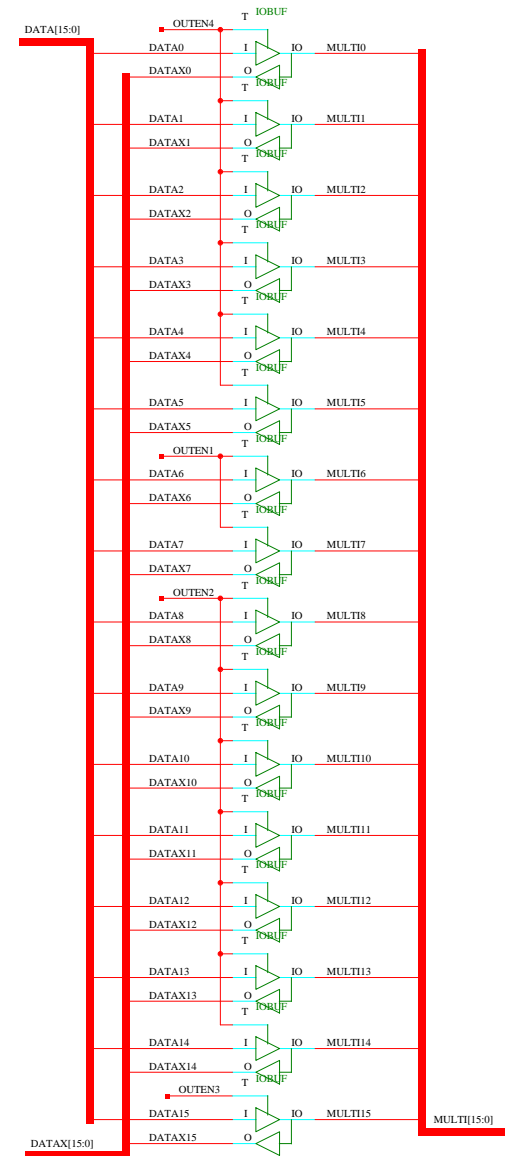 T IOBUF
OUTEN4
DATA[15:0]
DATA0 I IO MULTI0
DATAX0 O
T IOBUF
DATA1 I IO MULTI1
DATAX1 O
T IOBUF
DATA2 I IO MULTI2
DATAX2 O
T IOBUF
DATA3 I IO MULTI3
DATAX3 O
T IOBUF
DATA4 I IO MULTI4
DATAX4 O
T IOBUF
DATA5 I IO MULTI5
DATAX5 O
T IOBUF
OUTEN1
DATA6 I IO MULTI6
DATAX6 O
T IOBUF
DATA7 I IO MULTI7
DATAX7 O
T IOBUF
OUTEN2
DATA8 I IO MULTI8
DATAX8 O
T IOBUF
DATA9 I IO MULTI9
DATAX9 O
T IOBUF
DATA10 I IO MULTI10
DATAX10 O
T IOBUF
DATA11 I IO MULTI11
DATAX11 O
T IOBUF
DATA12 I IO MULTI12
DATAX12 O
T IOBUF
DATA13 I IO MULTI13
DATAX13 O
T IOBUF
DATA14 I IO MULTI14
DATAX14 O
T IOBUF
OUTEN3
DATA15 I IO MULTI15
MULTI[15:0]
DATAX[15:0]
DATAX15 O